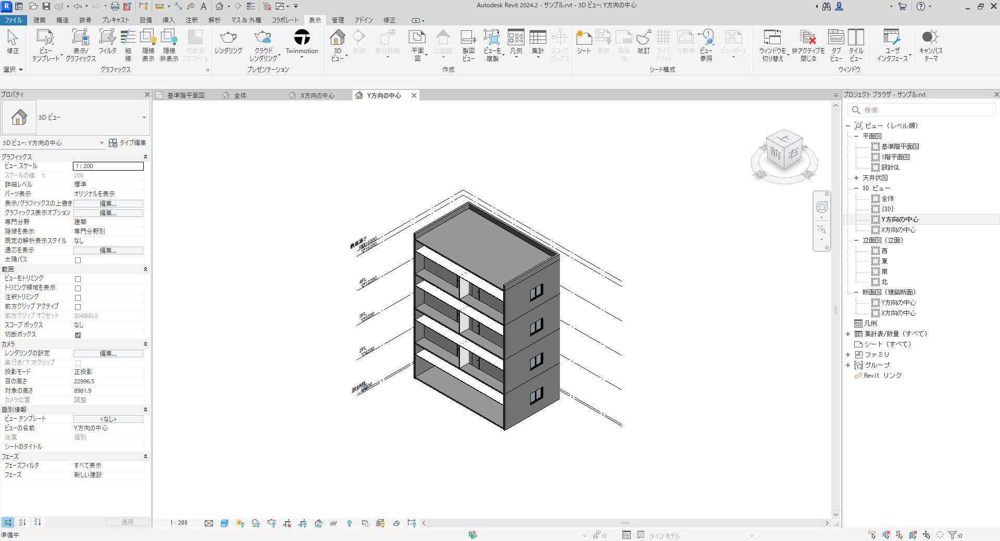 Autodesk Revit 2024.2 - サンプル.rvt - 3D ビュー: Y方向の中心
ファイル 建築 構造 鉄骨 プレキャスト 設備 挿入 注釈 解析 マス & 外構 コラボレート 表示 管理 アドイン 修正
修正
ビュー テンプレート
表示/ グラフィックス
フィルタ
細線
隠線 表示
隠線 非表示
切断面 プロファイル
レンダリング
クラウド レンダリング
Twinmotion
3D ビュー
断面
部分詳細
平面図
立面図
製図 ビュー
ビューを 複製
凡例
集計
スコープ ボックス
シート
表示
図面枠
改訂
ガイド グリッド
分割線
ビュー 参照
ビューポート
ウィンドウを 切り替え
非アクティブを 閉じる
タブ ビュー
タイル ビュー
ユーザ インタフェース
キャンバス テーマ
選択 グラフィックス プレゼンテーション 作成 シート構成 ウィンドウ
プロパティ
3D ビュー
3D ビュー: Y方向の中心 タイプ編集
グラフィックス
ビュー スケール 1 : 200
スケールの値 1: 200
詳細レベル 標準
パーツ表示 オリジナルを表示
表示/グラフィックスの上書き 編集...
グラフィックス表示オプション 編集...
専門分野 建築
隠線を表示 専門分野別
既定の解析表示スタイル なし
通芯を表示 編集...
太陽パス
範囲
ビューをトリミング
トリミング領域を表示
注釈トリミング
前方クリップ アクティブ
前方クリップ オフセット 304800.0
スコープ ボックス なし
切断ボックス
カメラ
レンダリングの設定 編集...
奥行き/下方クリップ
投影モード 正投影
目の高さ 22996.5
対象の高さ 8981.9
カメラ位置 調整
識別情報
ビュー テンプレート <なし>
ビューの名前 Y方向の中心
従属 個別
シートのタイトル
フェーズ
フェーズフィルタ すべて表示
フェーズ 新しい建設
適用
準備中
基準階平面図 全体 X方向の中心 Y方向の中心
上
前 右
最高高さ
16800
16200
4FL
12200
3FL
8200
2FL
4200
1 : 200
:0
メイン モデル
:0
プロジェクト ブラウザ - サンプル.rvt
検索
ビュー (レベル順)
平面図
基準階平面図
1階平面図
設計GL
天井伏図
3D ビュー
全体
{3D}
Y方向の中心
X方向の中心
立面図 (立面)
西
東
南
北
断面図 (建築断面)
Y方向の中心
X方向の中心
凡例
集計表/数量 (すべて)
シート (すべて)
ファミリ
グループ
Revit リンク